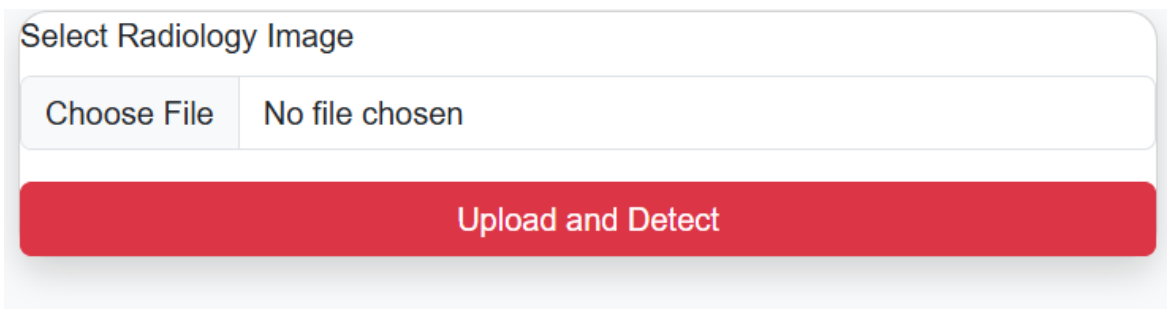 Select Radiology Image
Choose File No file chosen
Upload and Detect